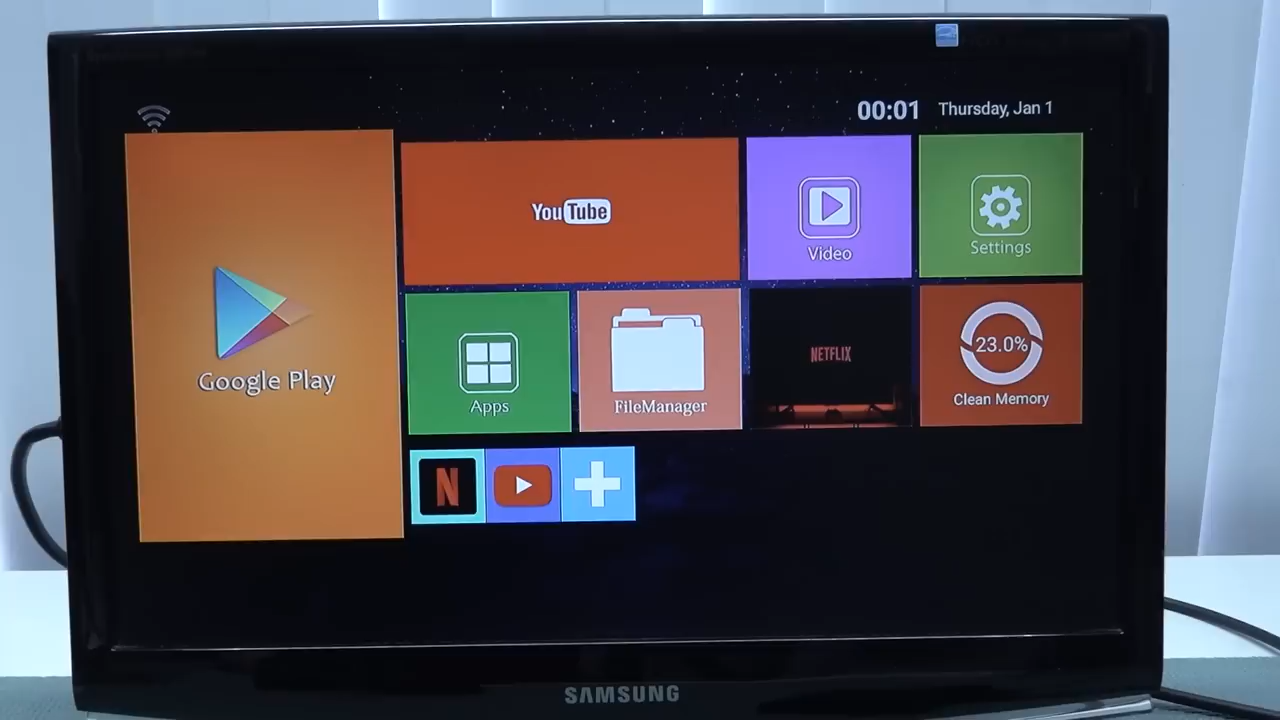 00:01 Thursday, Jan 1
YouTube
Video
Settings
Google Play
Apps
FileManager
NETFLIX
23.0%
Clean Memory
N
SAMSUNG